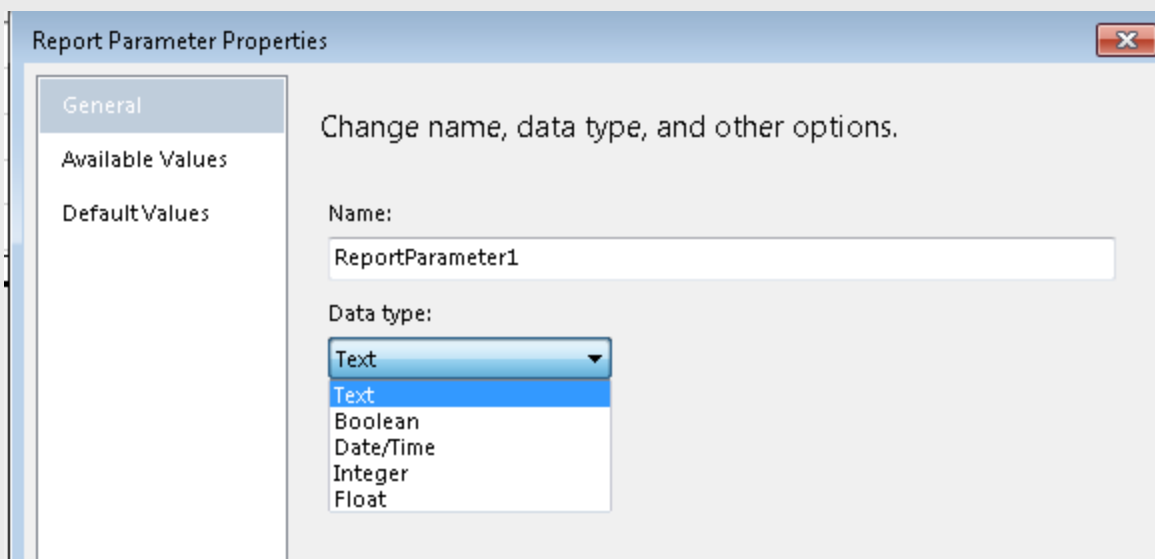 Report Parameter Properties
General
Available Values
Default Values
Change name, data type, and other options.
Name:
ReportParameter1
Data type:
Text
Text
Boolean
Date/Time
Integer
Float